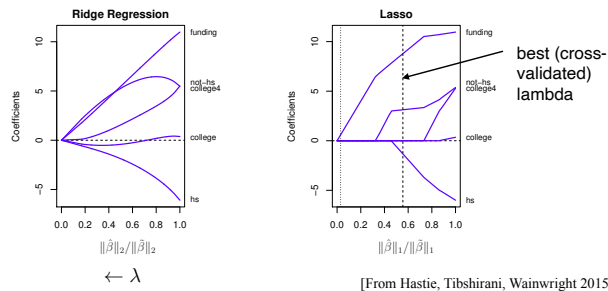 Ridge Regression
Coefficients
10
5
0
−5
0.0 0.2 0.4 0.6 0.8 1.0
funding
not−hs
college4
college
hs
‖β̂‖₂/‖β̃‖₂
← λ
Lasso
Coefficients
10
5
0
−5
0.0 0.2 0.4 0.6 0.8 1.0
funding
not−hs
college4
college
hs
‖β̂‖₁/‖β̃‖₁
best (cross-
validated)
lambda
[From Hastie, Tibshirani, Wainwright 2015